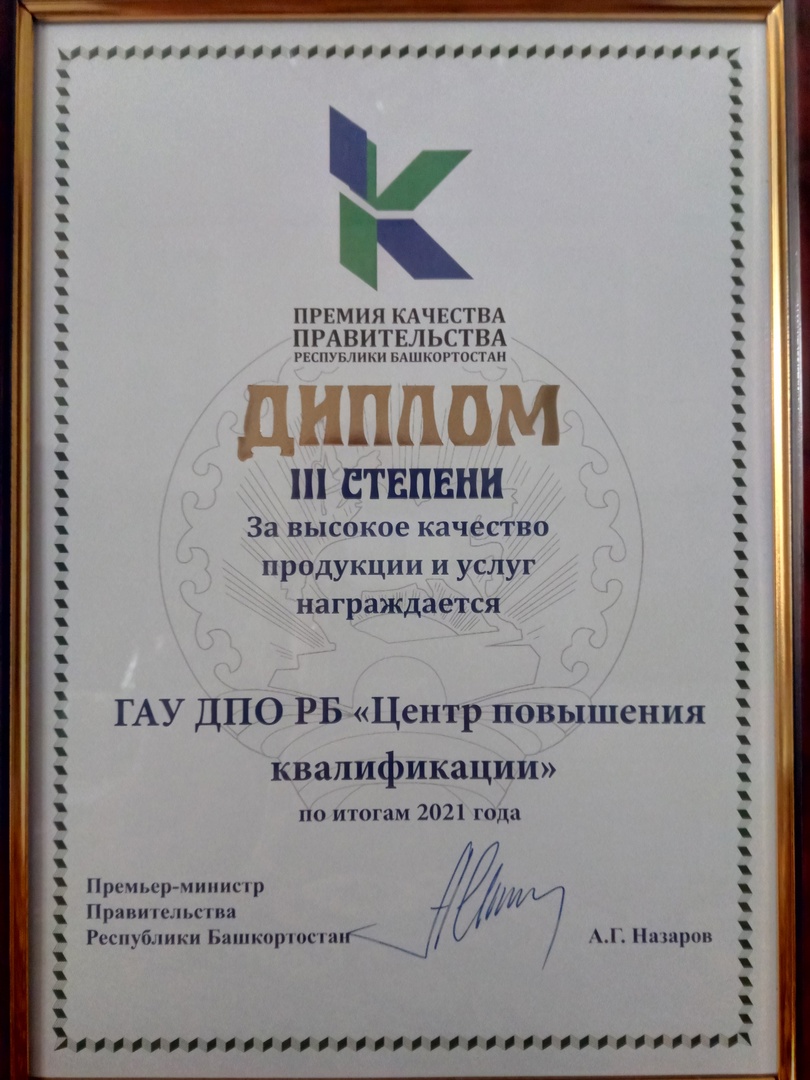 ПРЕМИЯ КАЧЕСТВА
ПРАВИТЕЛЬСТВА
РЕСПУБЛИКИ БАШКОРТОСТАН
ДИПЛОМ
III СТЕПЕНИ
За высокое качество
продукции и услуг
награждается
ГАУ ДПО РБ «Центр повышения
квалификации»
по итогам 2021 года
Премьер-министр
Правительства
Республики Башкортостан
А.Г. Назаров